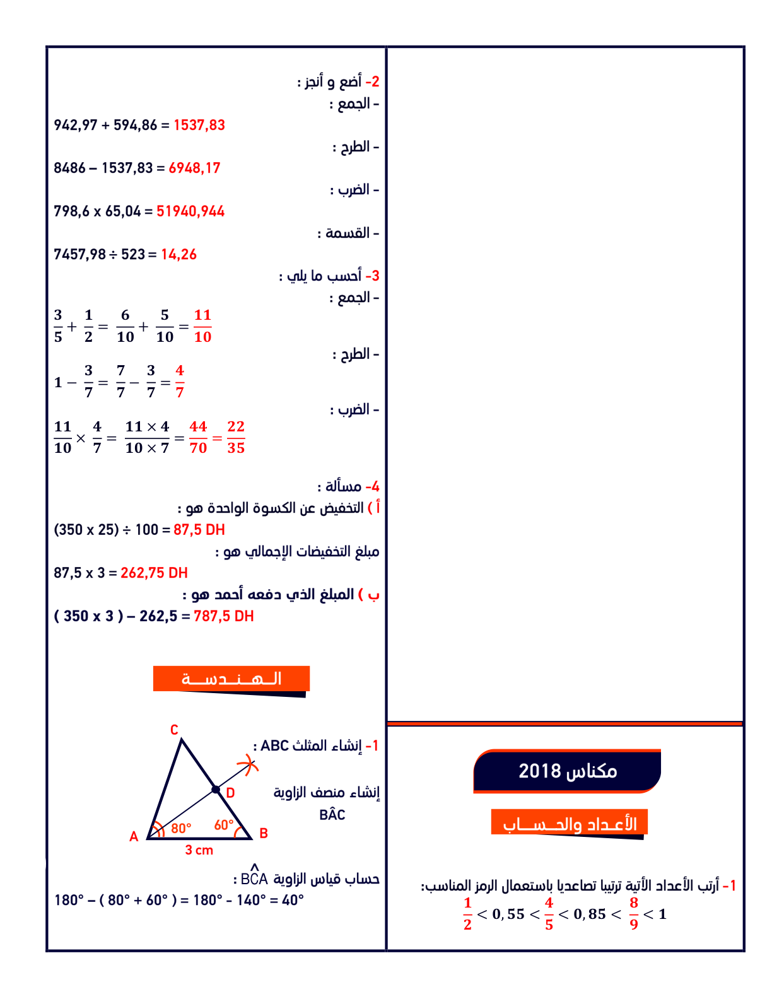 مكناس 2018
الأعـداد والحــســـاب
1- أرتب الأعداد الأتية ترتيبا تصاعديا باستعمال الرمز المناسب:
1/2 < 0,55 < 4/5 < 0,85 < 8/9 < 1
2- أضع و أنجز :
- الجمع :
942,97 + 594,86 = 1537,83
- الطرح :
8486 – 1537,83 = 6948,17
- الضرب :
798,6 x 65,04 = 51940,944
- القسمة :
7457,98 ÷ 523 = 14,26
3- أحسب ما يلي :
- الجمع :
3/5 + 1/2 = 6/10 + 5/10 = 11/10
- الطرح :
1 − 3/7 = 7/7 − 3/7 = 4/7
- الضرب :
11/10 × 4/7 = 11 × 4/10 × 7 = 44/70 = 22/35
4- مسألة :
أ ) التخفيض عن الكسوة الواحدة هو :
(350 x 25) ÷ 100 = 87,5 DH
مبلغ التخفيضات الإجمالي هو :
87,5 x 3 = 262,75 DH
ب ) المبلغ الذي دفعه أحمد هو :
( 350 x 3 ) – 262,5 = 787,5 DH
الــهــنــدســـة
1- إنشاء المثلث ABC :
C
إنشاء منصف الزاوية
BÂC
D
80°
60°
A
B
3 cm
حساب قياس الزاوية BĈA :
180° – ( 80° + 60° ) = 180° - 140° = 40°